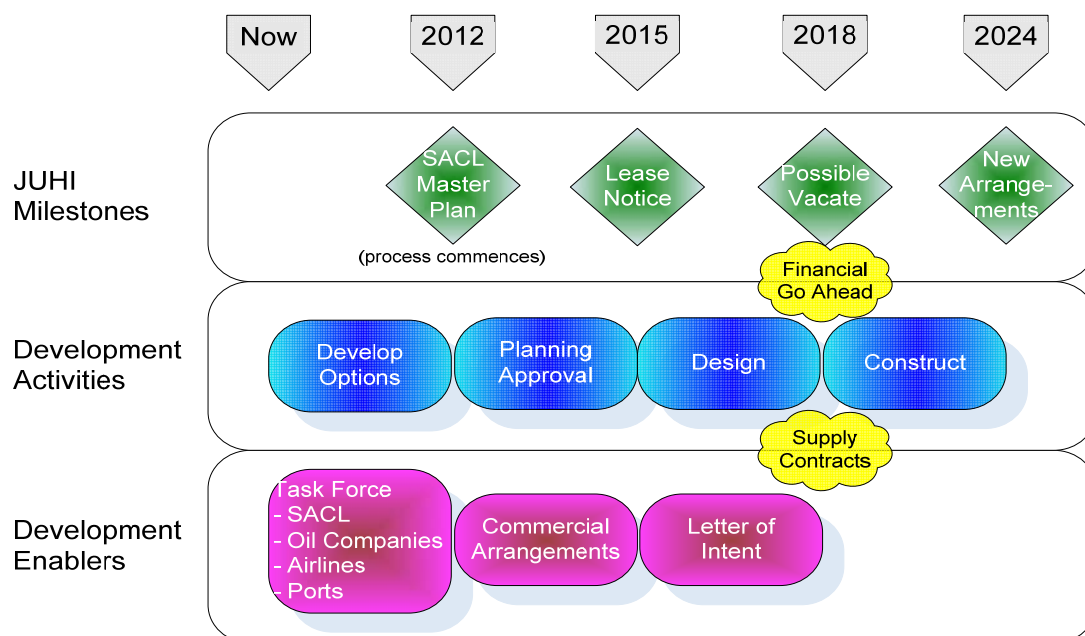 Now
2012
2015
2018
2024
JUHI
Milestones
SACL
Master
Plan
(process commences)
Lease
Notice
Possible
Vacate
New
Arrange-
ments
Financial
Go Ahead
Development
Activities
Develop
Options
Planning
Approval
Design
Construct
Supply
Contracts
Development
Enablers
Task Force
- SACL
- Oil Companies
- Airlines
- Ports
Commercial
Arrangements
Letter of
Intent